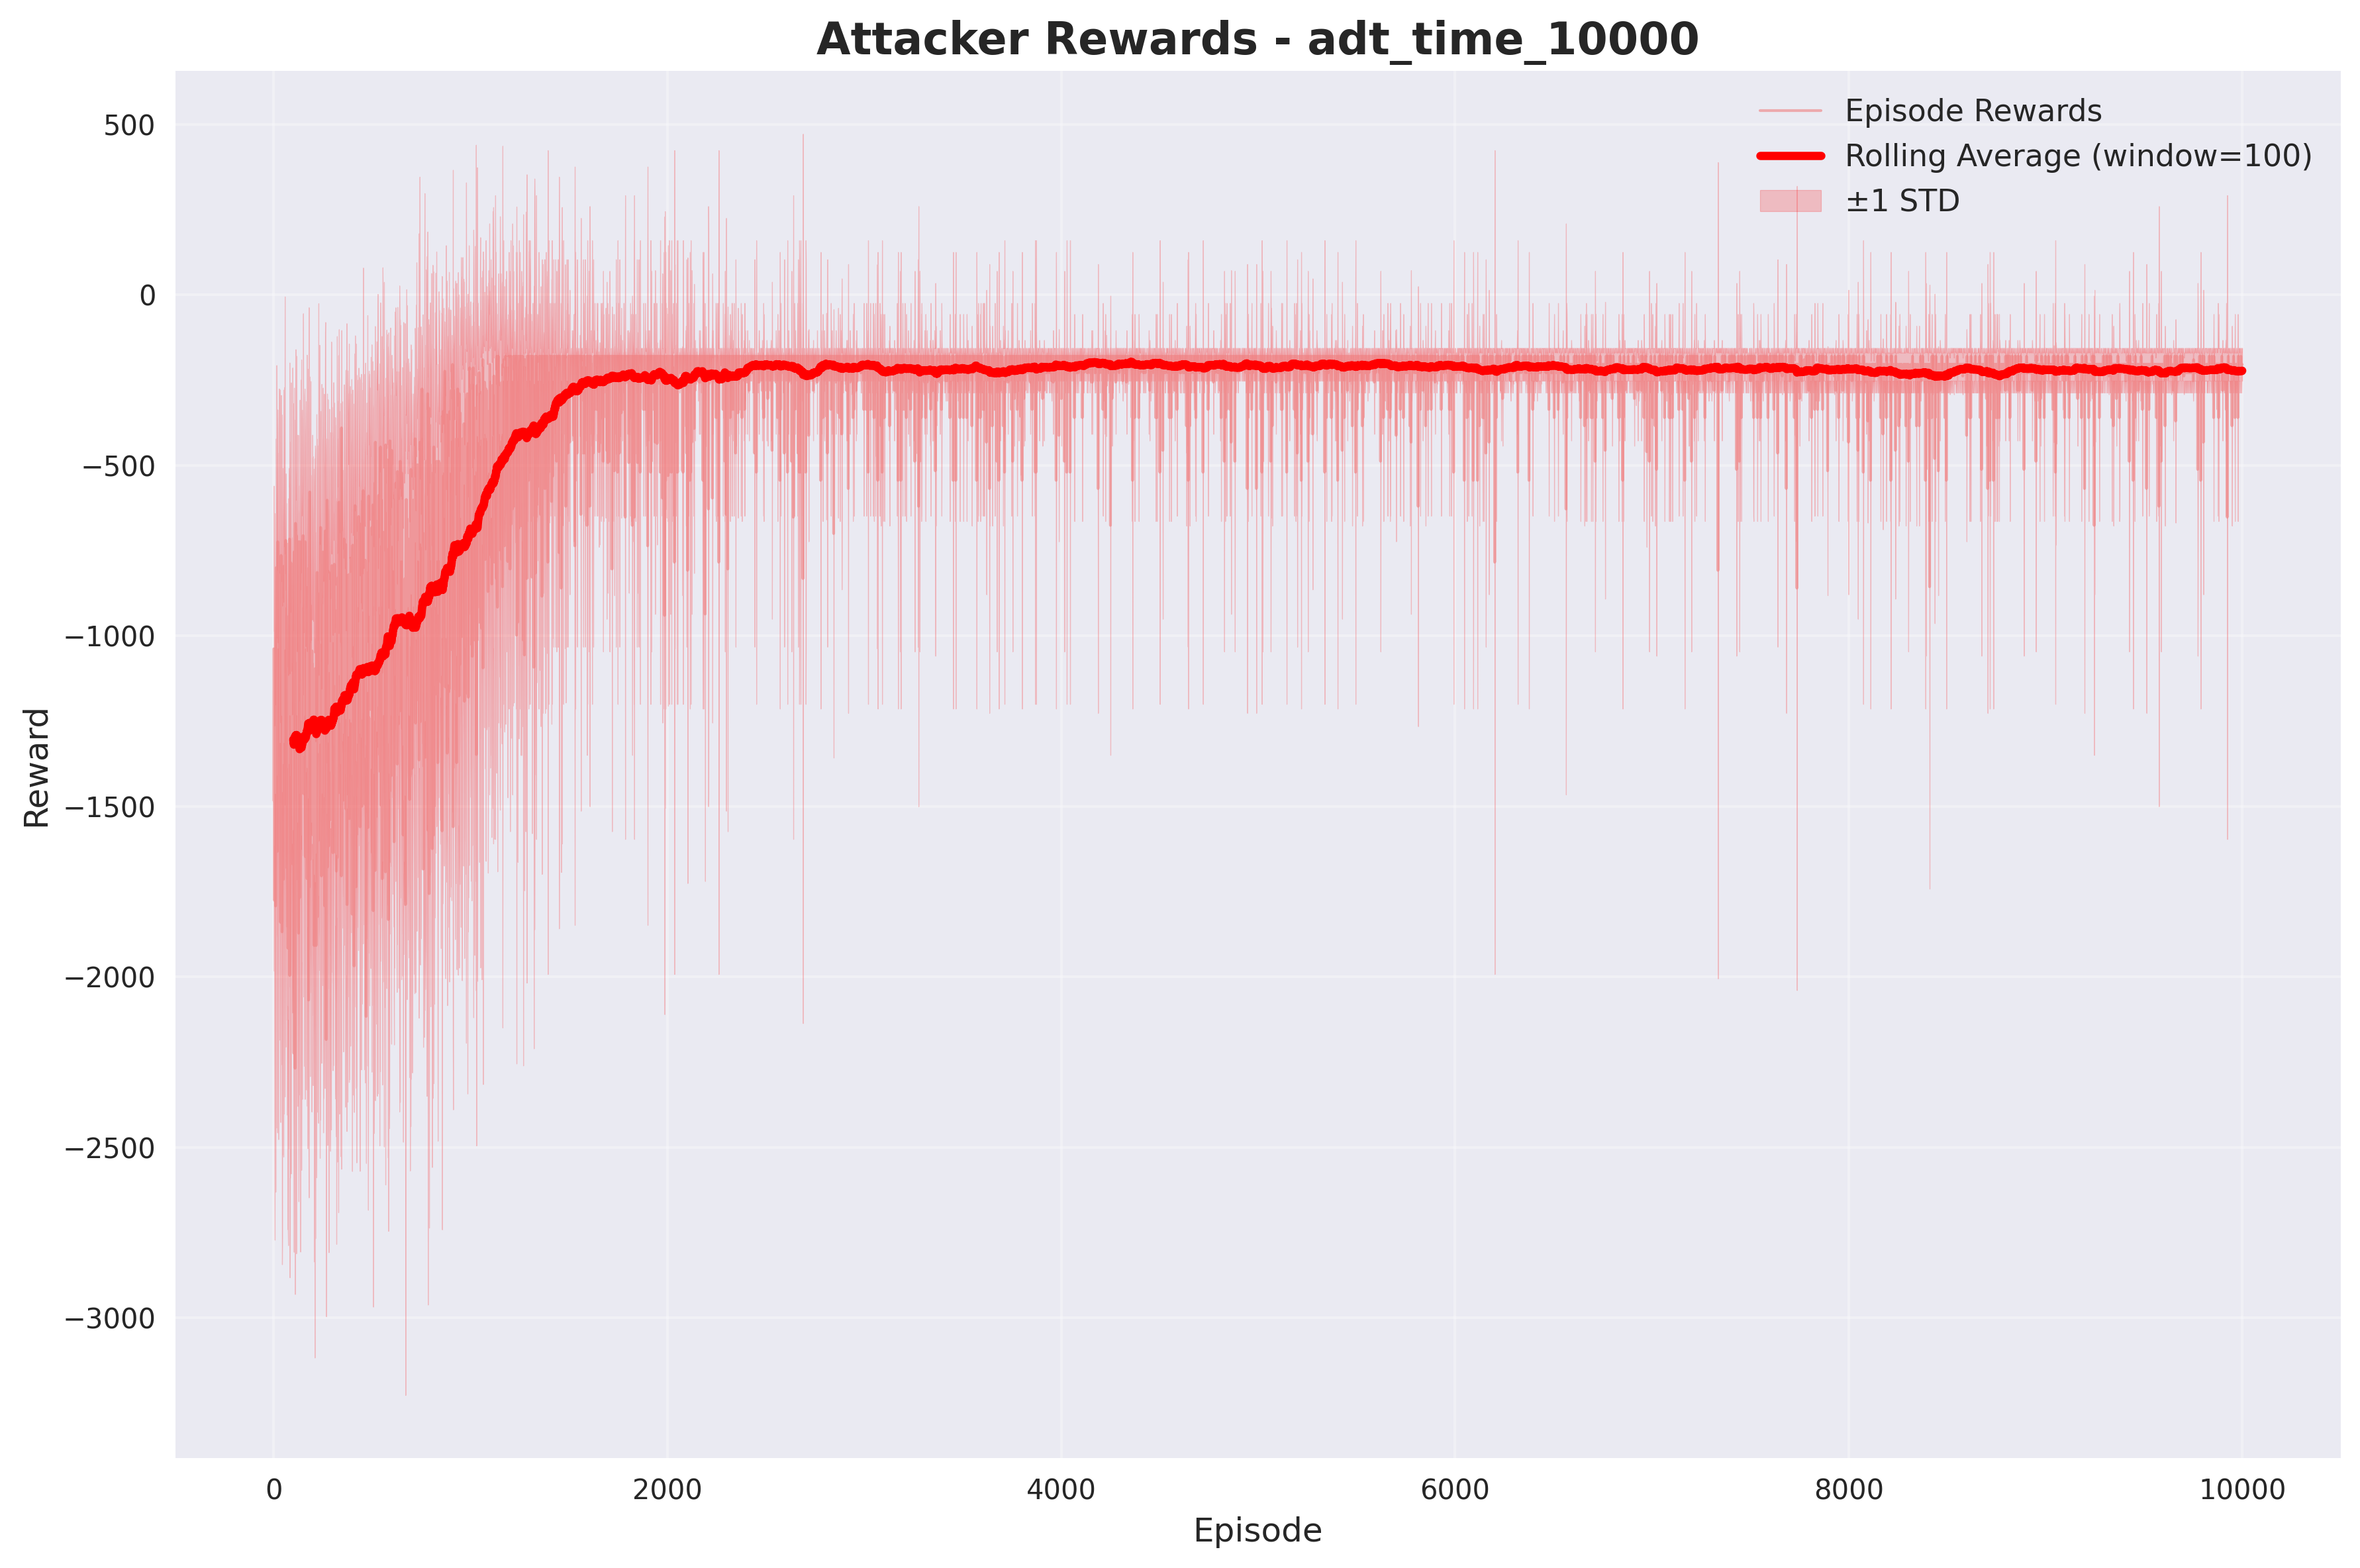 Attacker Rewards - adt_time_10000
Episode Rewards
Rolling Average (window=100)
±1 STD
500
0
−500
−1000
−1500
−2000
−2500
−3000
Reward
0
2000
4000
6000
8000
10000
Episode